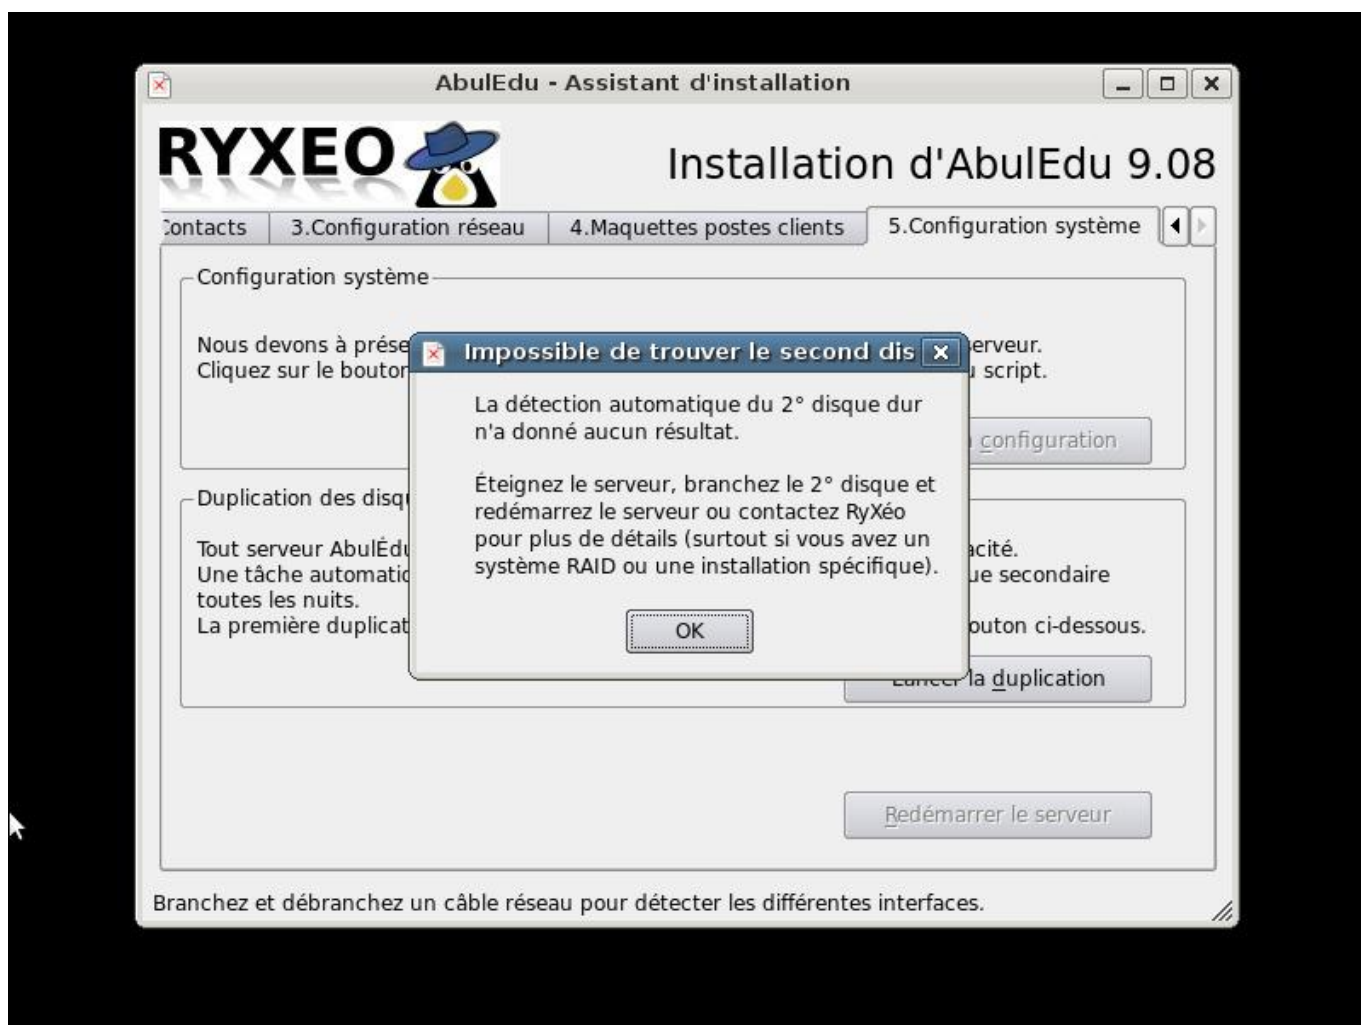 AbulEdu - Assistant d'installation
RYXEO
Installation d'AbulEdu 9.08
Contacts
3.Configuration réseau
4.Maquettes postes clients
5.Configuration système
Configuration système
Nous devons à prése
erveur.
Cliquez sur le bouton
script.
configuration
Impossible de trouver le second dis
La détection automatique du 2° disque dur
n'a donné aucun résultat.
Éteignez le serveur, branchez le 2° disque et
redémarrez le serveur ou contactez RyXéo
pour plus de détails (surtout si vous avez un
système RAID ou une installation spécifique).
OK
Duplication des disq
Tout serveur AbulÉdu
acité.
Une tâche automatiq
ue secondaire
toutes les nuits.
La première duplicat
outon ci-dessous.
Lancer la duplication
Redémarrer le serveur
Branchez et débranchez un câble réseau pour détecter les différentes interfaces.